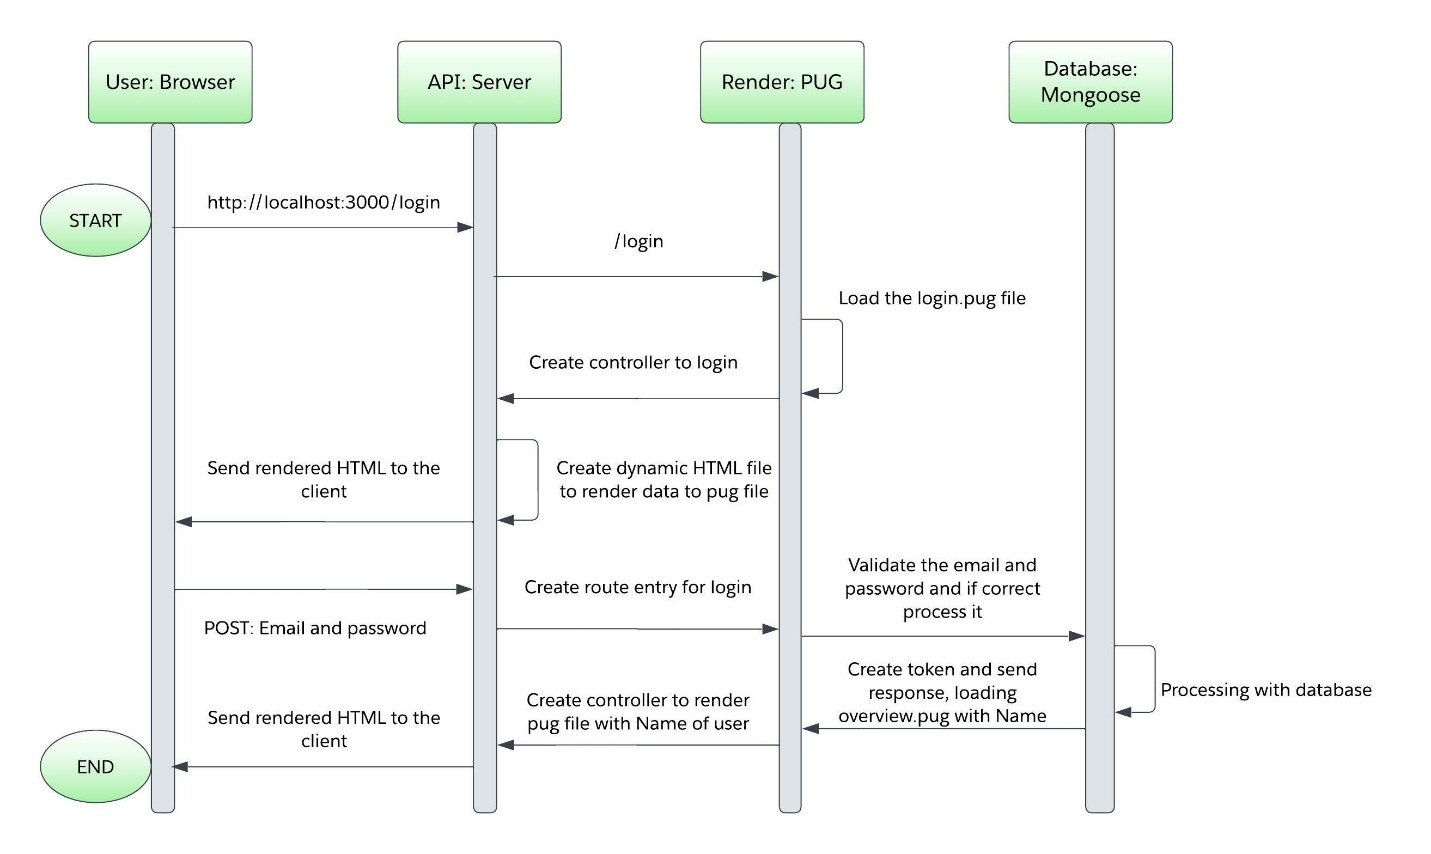 User: Browser
API: Server
Render: PUG
Database:
Mongoose
START
http://localhost:3000/login
/login
Load the login.pug file
Create controller to login
Send rendered HTML to the
client
Create dynamic HTML file
to render data to pug file
Create route entry for login
Validate the email and
password and if correct
process it
POST: Email and password
Create token and send
response, loading
overview.pug with Name
Processing with database
Create controller to render
pug file with Name of user
Send rendered HTML to the
client
END